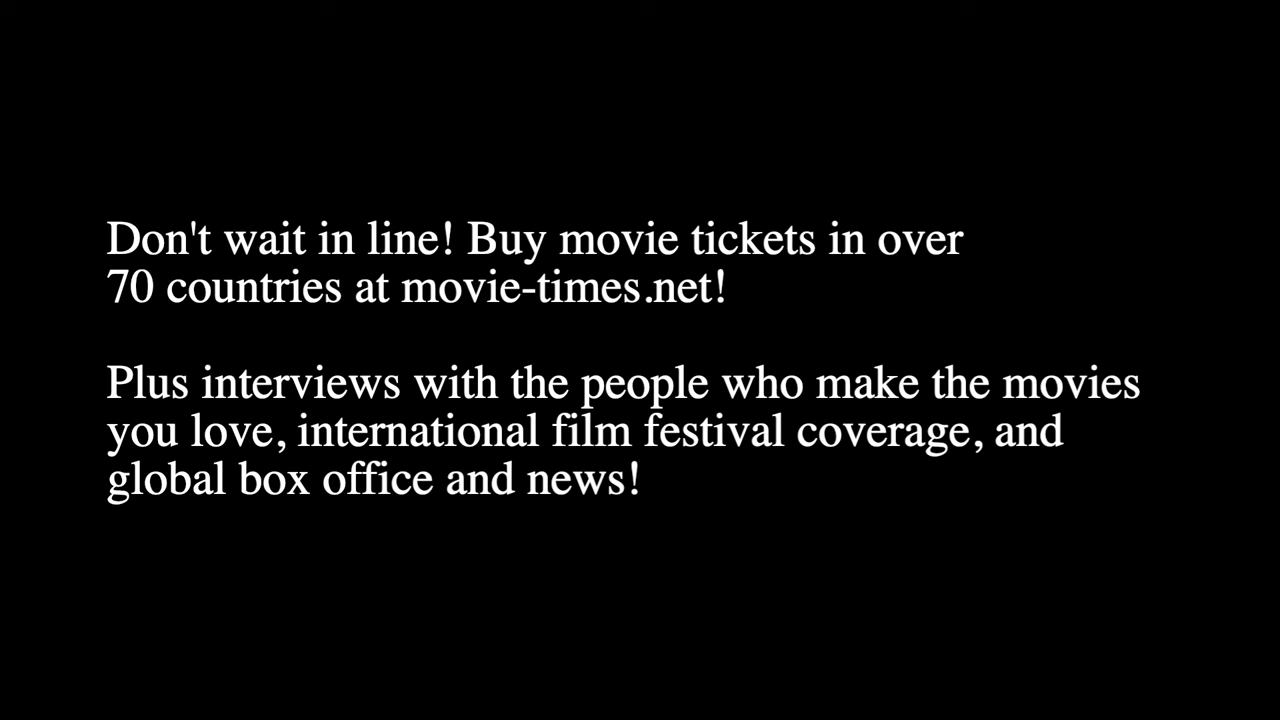 Don't wait in line! Buy movie tickets in over
70 countries at movie-times.net!
Plus interviews with the people who make the movies
you love, international film festival coverage, and
global box office and news!